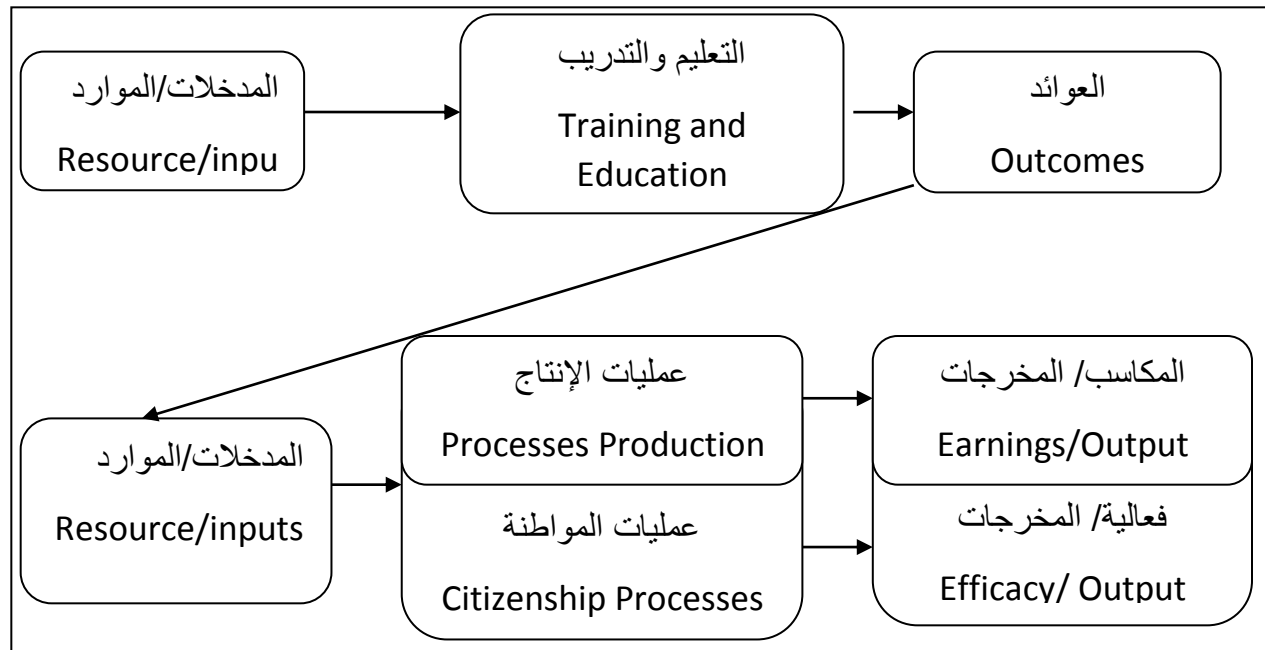 المدخلات/الموارد
Resource/inpu
التعليم والتدريب
Training and
Education
العوائد
Outcomes
المدخلات/الموارد
Resource/inputs
عمليات الإنتاج
Processes Production
عمليات المواطنة
Citizenship Processes
المكاسب/ المخرجات
Earnings/Output
فعالية/ المخرجات
Efficacy/ Output